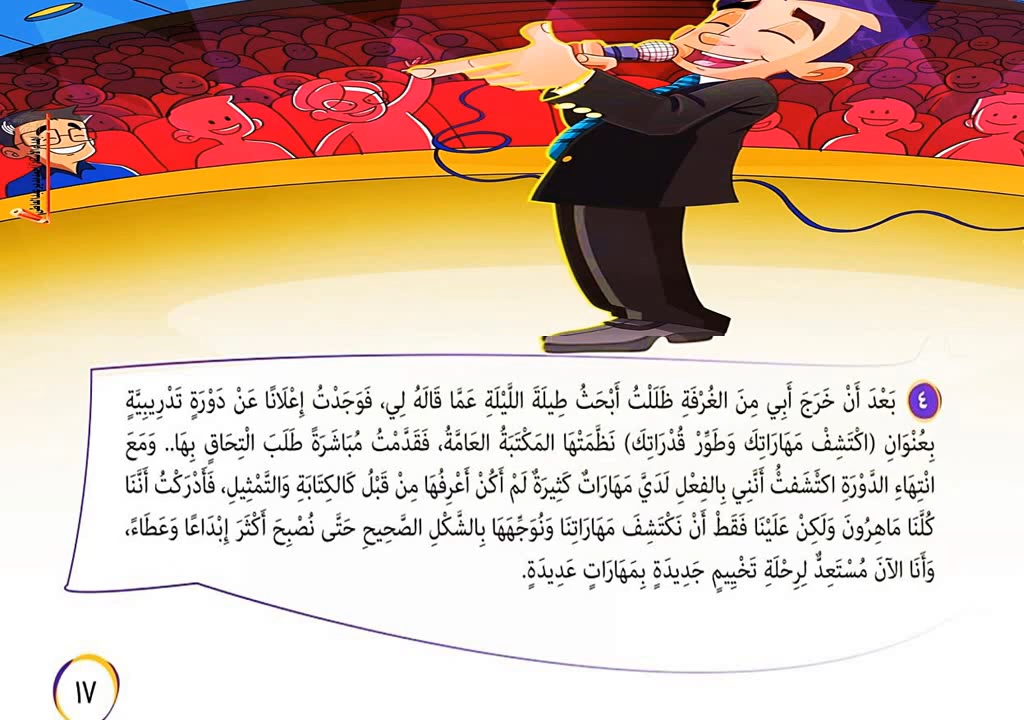 ٤ بَعْدَ أَنْ خَرَجَ أَبِي مِنَ الغُرْفَةِ ظَلَلْتُ أَبْحَثُ طِيلَةَ اللَّيْلَةِ عَمَّا قَالَهُ لِي، فَوَجَدْتُ إِعْلَانًا عَنْ دَوْرَةٍ تَدْرِيبِيَّةٍ
بِعُنْوَانِ (اكْتَشِفْ مَهَارَاتِكَ وَطَوِّرْ قُدْرَاتِكَ) نَظَّمَتْهَا المَكْتَبَةُ العَامَّةُ، فَقَدَّمْتُ مُبَاشَرَةً طَلَبَ الْتِحَاقٍ بِهَا.. وَمَعَ
انْتِهَاءِ الدَّوْرَةِ اكتَّشَفتُ أَنَّنِي بِالفِعْلِ لَدَيَّ مَهَارَاتٌ كَثِيرَةٌ لَمْ أَكُنْ أَعْرِفُهَا مِنْ قَبْلُ كَالكِتَابَةِ وَالتَّمْثِيلِ، فَأَدْرَكْتُ أَنَّنَا
كُلَّنَا مَاهِرُونَ وَلَكِنْ عَلَيْنَا فَقَطْ أَنْ نَكْتَشِفَ مَهَارَاتِنَا وَنُوَجِّهَهَا بِالشَّكْلِ الصَّحِيحِ حَتَّى نُصْبِحَ أَكْثَرَ إِبْدَاعًا وَعَطَاءً،
وَأَنَا الآنَ مُسْتَعِدٌّ لِرِحْلَةِ تَخْيِيمٍ جَدِيدَةٍ بِمَهَارَاتٍ عَدِيدَةٍ.
١٧